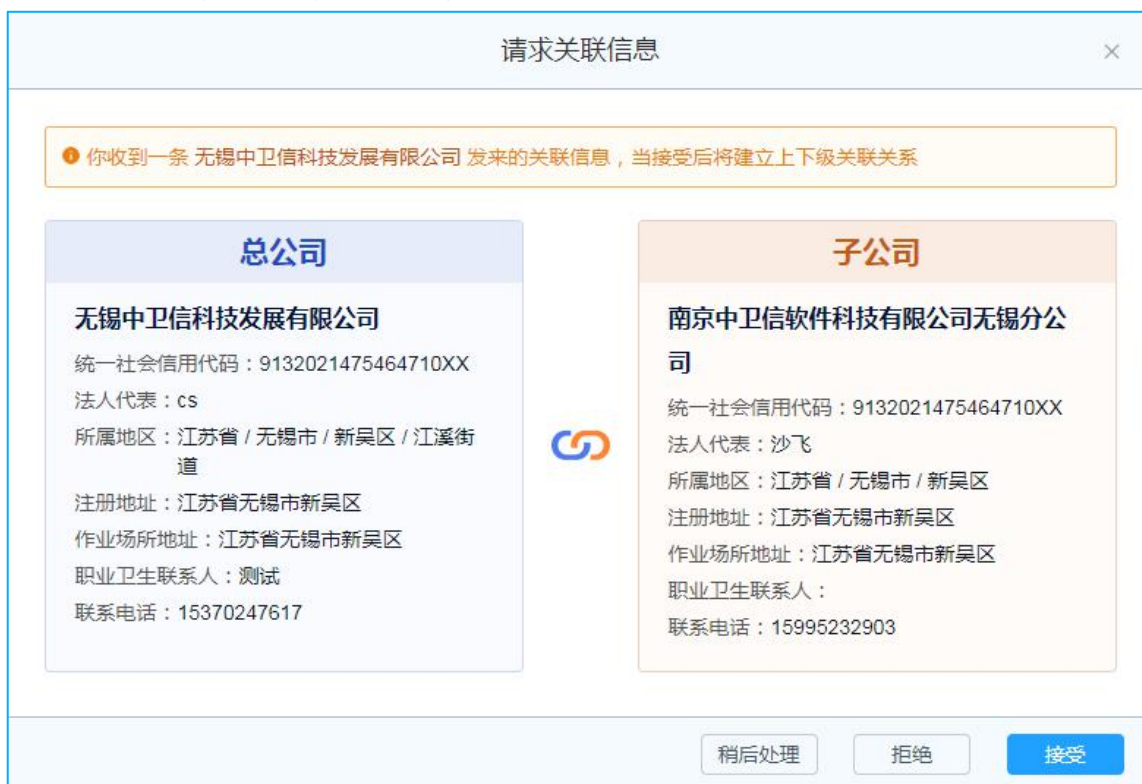 请求关联信息
你收到一条 无锡中卫信科技发展有限公司 发来的关联信息，当接受后将建立上下级关联关系
总公司
无锡中卫信科技发展有限公司
统一社会信用代码：9132021475464710XX
法人代表：cs
所属地区：江苏省 / 无锡市 / 新吴区 / 江溪街
道
注册地址：江苏省无锡市新吴区
作业场所地址：江苏省无锡市新吴区
职业卫生联系人：测试
联系电话：15370247617
子公司
南京中卫信软件科技有限公司无锡分公
司
统一社会信用代码：9132021475464710XX
法人代表：沙飞
所属地区：江苏省 / 无锡市 / 新吴区
注册地址：江苏省无锡市新吴区
作业场所地址：江苏省无锡市新吴区
职业卫生联系人：
联系电话：15995232903
稍后处理
拒绝
接受